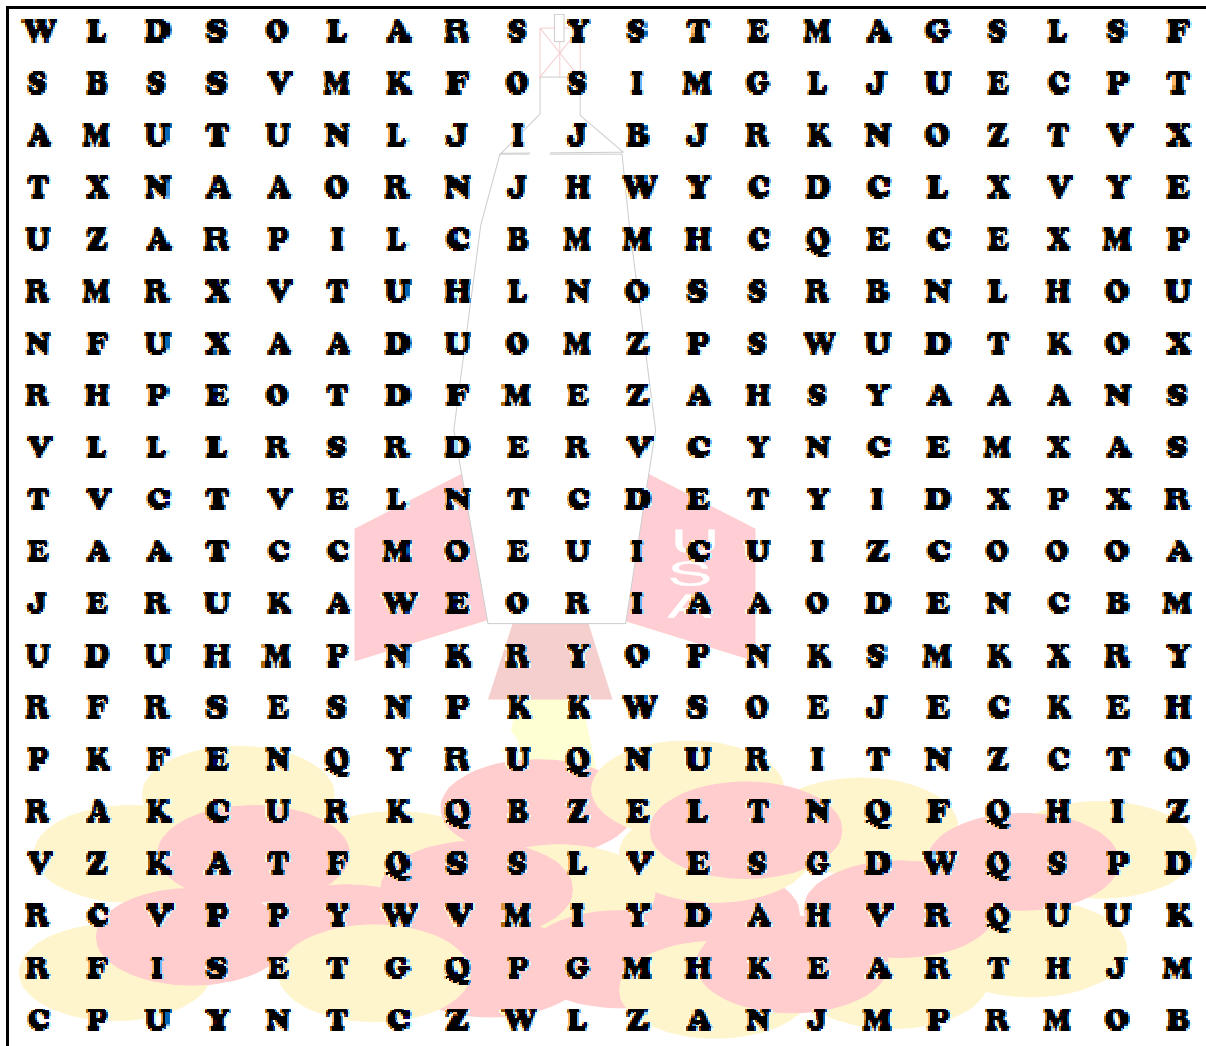 W L D S O L A R S Y S T E M A G S L S F
S B S S V M K F O S I M G L J U E C P T
A M U T U N L J I J B J R K N O Z T V X
T X N A A O R N J H W Y C D C L X V Y E
U Z A R P I L C B M M H C Q E C E X M P
R M R X V T U H L N O S S R B N L H O U
N F U X A A D U O M Z P S W U D T K O X
R H P E O T D F M E Z A H S Y A A A N S
V L L L R S R D E R V C Y N C E M X A S
T V C T V E L N T C D E T Y I D X P X R
E A A T C C M O E U I C U I Z C O O O A
J E R U K A W E O R I A A O D E N C B M
U D U H M P N K R Y O P N K S M K X R Y
R F R S E S N P K K W S O E J E C K E H
P K F E N Q Y R U Q N U R I T N Z C T O
R A K C U R K Q B Z E L T N Q F Q H I Z
V Z K A T F Q S S L V E S G D W Q S P D
R C V P P Y W V M I Y D A H V R Q U U K
R F I S E T G Q P G M H K E A R T H J M
C P U Y N T C Z W L Z A N J M P R M O B
USA